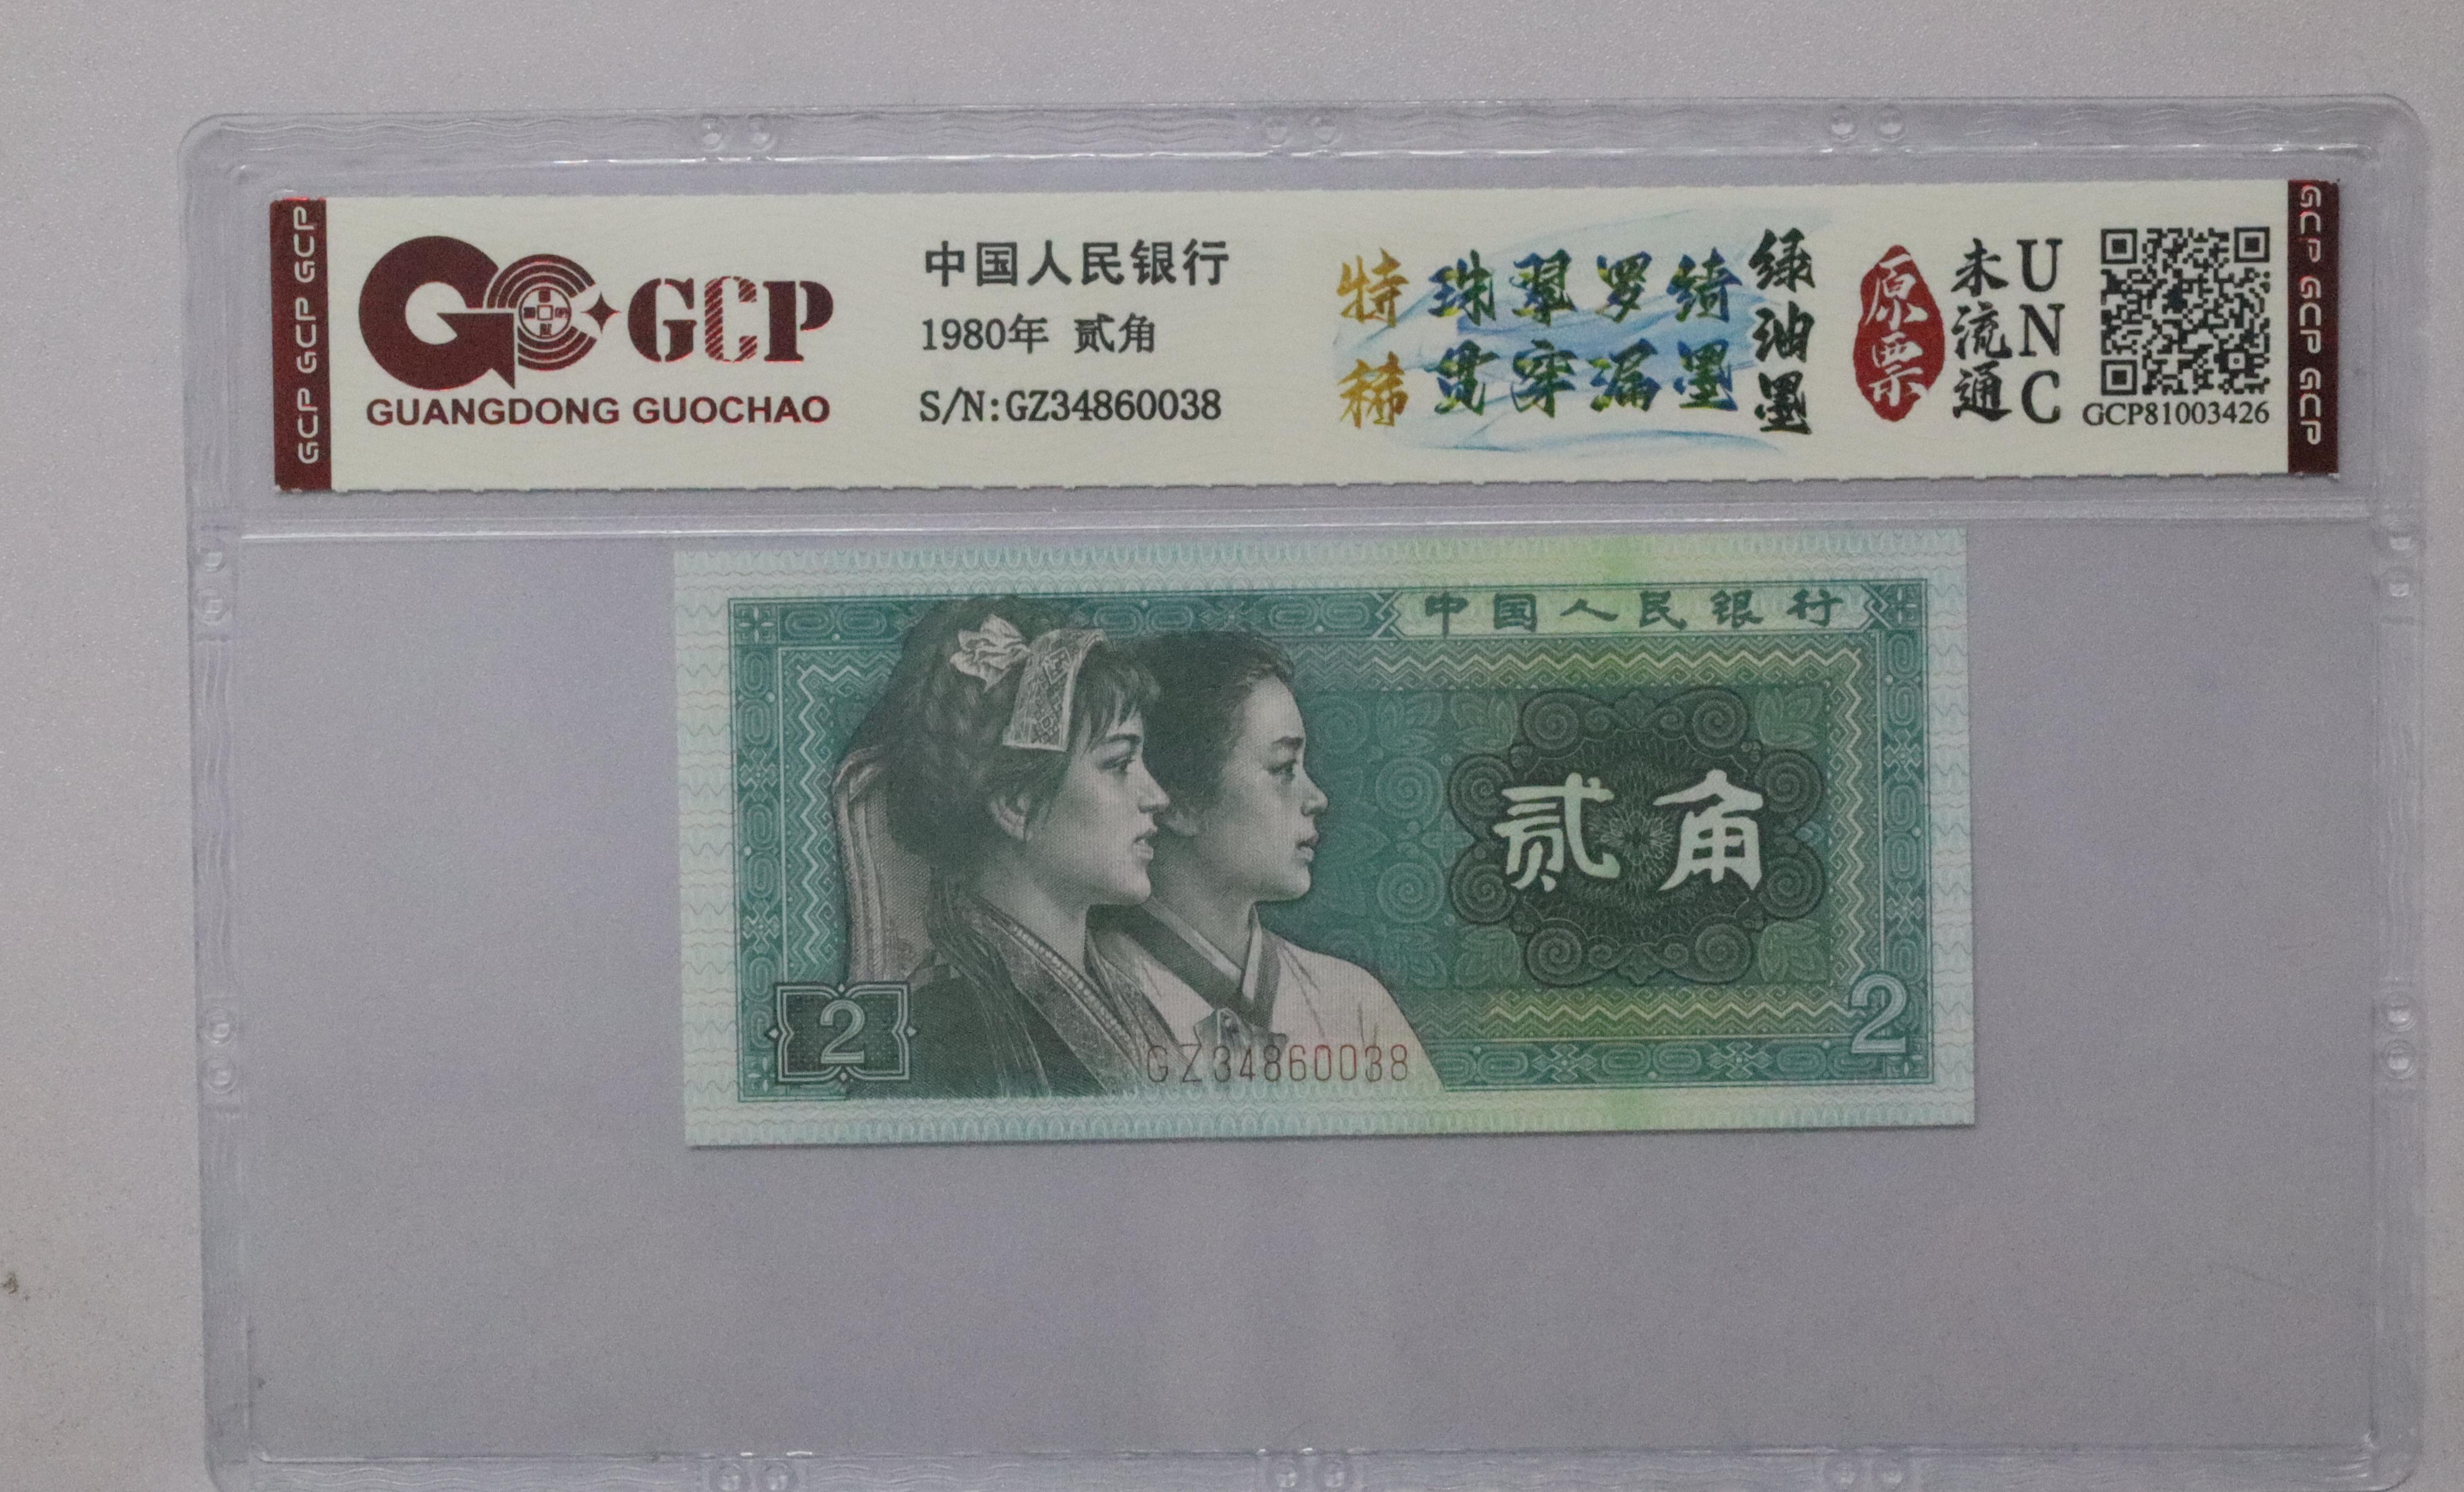 GCP GCP GCP
GCP
GUANGDONG GUOCHAO
中国人民银行
1980年 贰角
S/N:GZ34860038
特稀
珠翠罗绮
贯穿漏墨
绿油墨
原票
未流通
UNC
GCP81003426
GCP GCP GCP
中国人民银行
贰角
2
2
GZ34860038